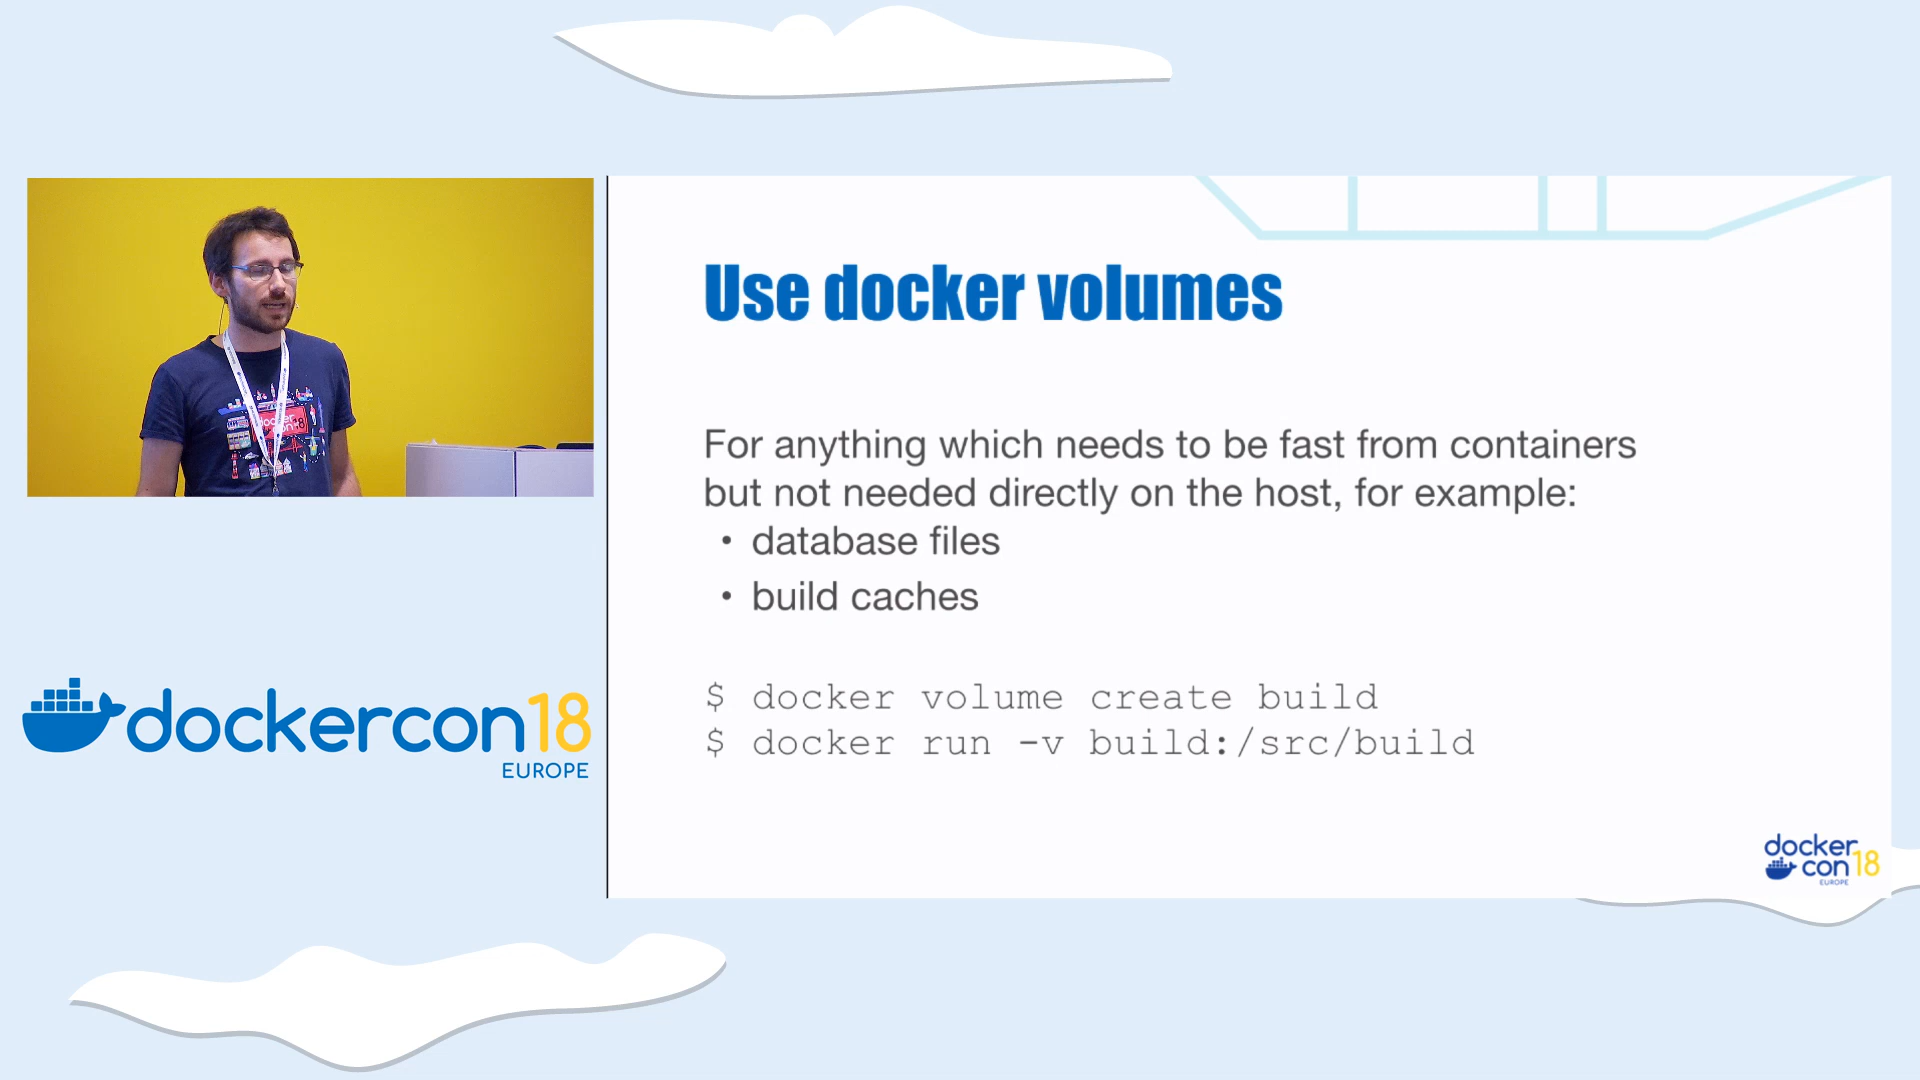 Use docker volumes
For anything which needs to be fast from containers
but not needed directly on the host, for example:
• database files
• build caches
$ docker volume create build
$ docker run -v build:/src/build
dockercon18
EUROPE
docker
con18
EUROPE
docker
con18